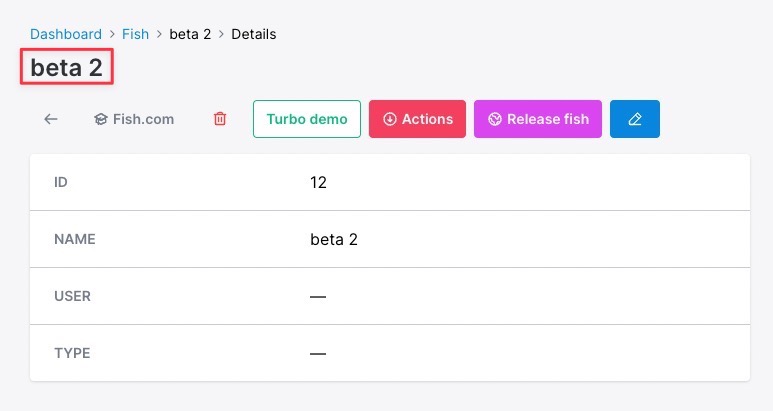 Dashboard > Fish > beta 2 > Details
beta 2
Fish.com Turbo demo Actions Release fish
ID 12
NAME beta 2
USER —
TYPE —